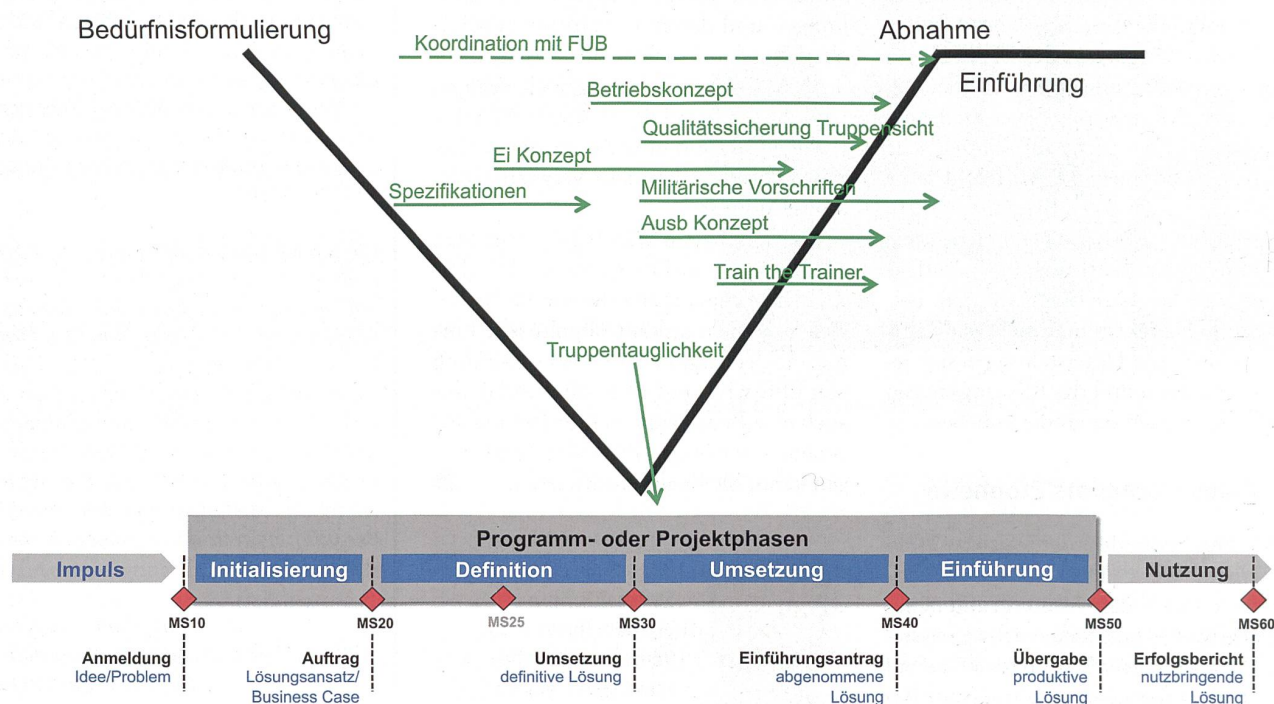 Bedürfnisformulierung
Abnahme
Koordination mit FUB
Einführung
Betriebskonzept
Qualitätssicherung Truppensicht
Ei Konzept
Spezifikationen
Militärische Vorschriften
Ausb Konzept
Train the Trainer
Truppentauglichkeit
Programm- oder Projektphasen
Impuls
Initialisierung
Definition
Umsetzung
Einführung
Nutzung
MS10
MS20
MS25
MS30
MS40
MS50
MS60
Anmeldung
Idee/Problem
Auftrag
Lösungsansatz/
Business Case
Umsetzung
definitive Lösung
Einführungsantrag
abgenommene
Lösung
Übergabe
produktive
Lösung
Erfolgsbericht
nutzbringende
Lösung